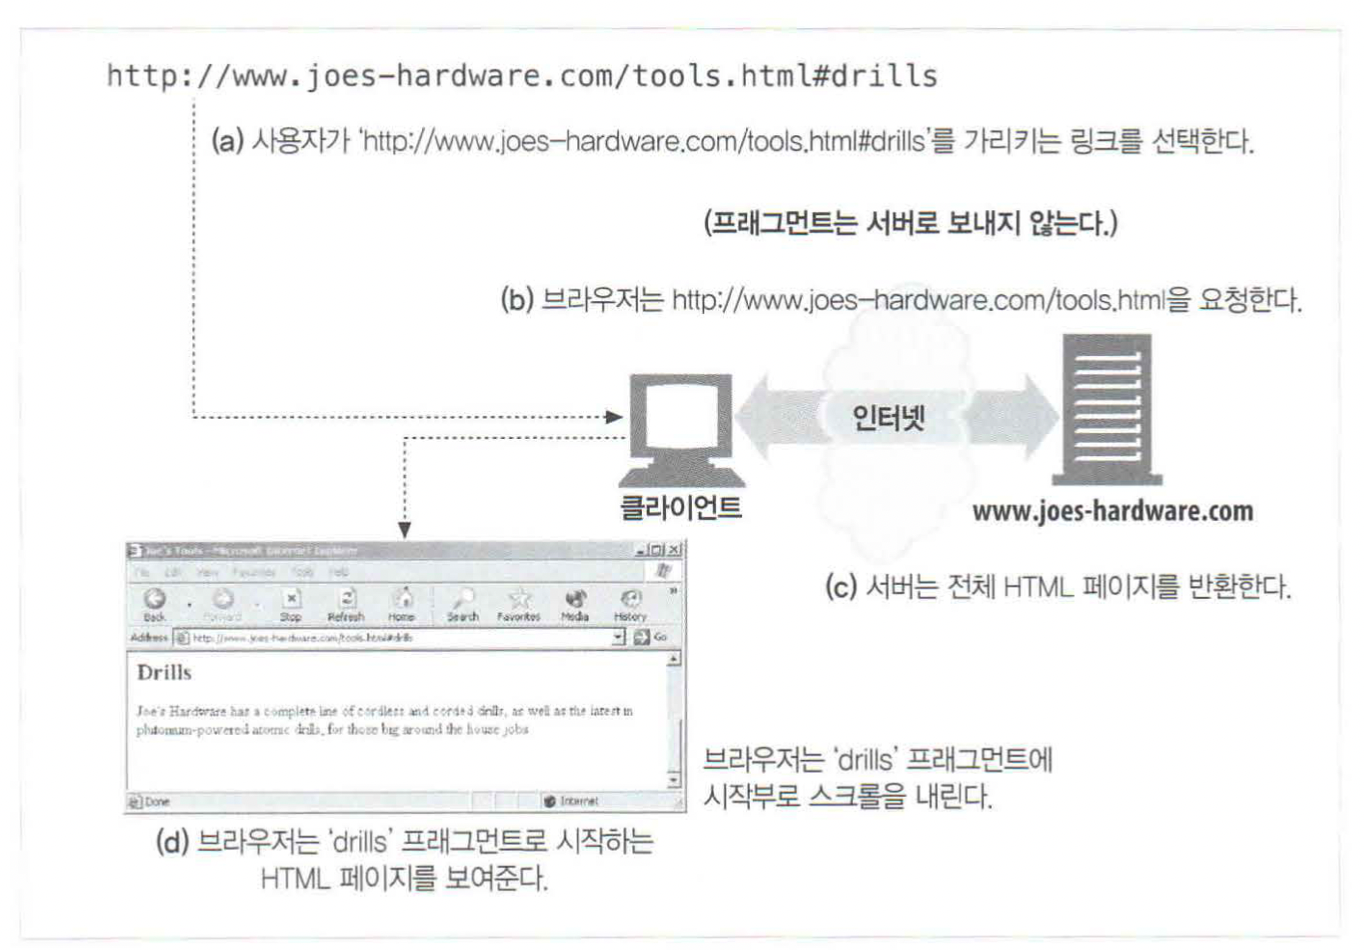 http://www.joes-hardware.com/tools.html#drills
(a) 사용자가 'http://www.joes-hardware.com/tools.html#drills'를 가리키는 링크를 선택한다.
(프래그먼트는 서버로 보내지 않는다.)
(b) 브라우저는 http://www.joes-hardware.com/tools.html을 요청한다.
인터넷
클라이언트
www.joes-hardware.com
(c) 서버는 전체 HTML 페이지를 반환한다.
Joe's Tools - Microsoft Internet Explorer
File Edit View Favorites Tools Help
Back Forward Stop Refresh Home Search Favorites Media History
Address http://www.joes-hardware.com/tools.html#drills Go
Drills
Joe's Hardware has a complete line of cordless and corded drills, as well as the latest in
plutonium-powered atomic drills, for those big around the house jobs
Done Internet
브라우저는 'drills' 프래그먼트에
시작부로 스크롤을 내린다.
(d) 브라우저는 'drills' 프래그먼트로 시작하는
HTML 페이지를 보여준다.